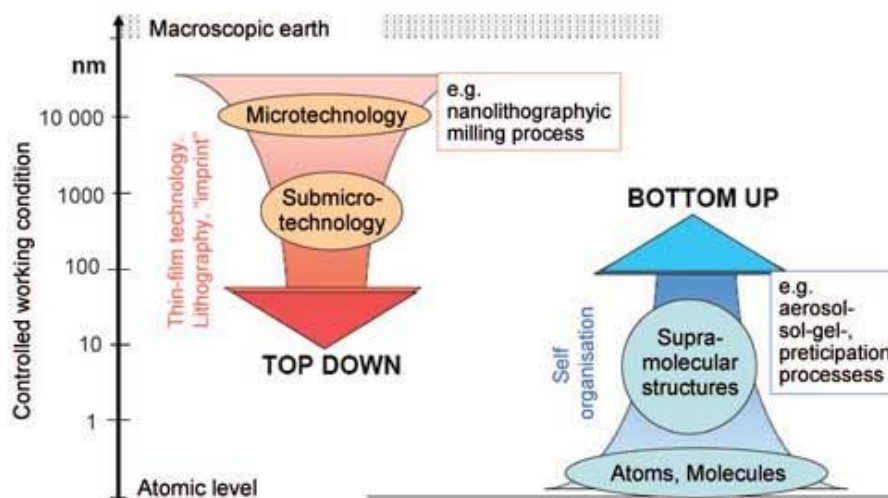 Macroscopic earth
nm
10 000
1000
100
10
1
Controlled working condition
Atomic level
Thin-film technology,
Lithography, "imprint"
Microtechnology
Submicro-
technology
TOP DOWN
e.g.
nanolithographyic
milling process
BOTTOM UP
Self
organisation
Supra-
molecular
structures
Atoms, Molecules
e.g.
aerosol-
sol-gel-,
preticipation
processess